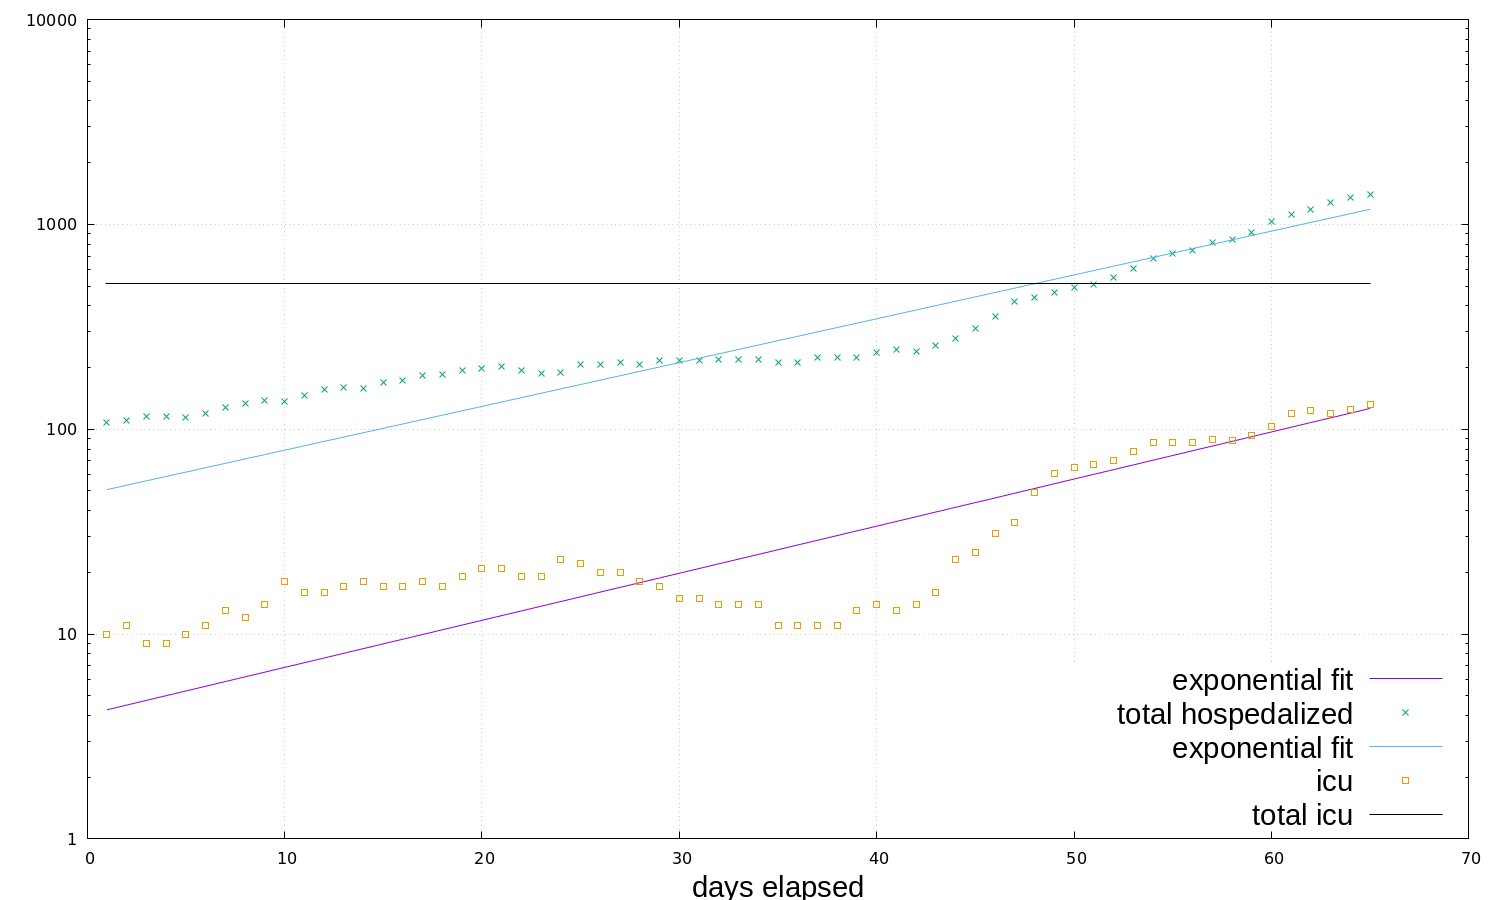 10000
1000
100
10
1
0 10 20 30 40 50 60 70
days elapsed
exponential fit
total hospedalized
exponential fit
icu
total icu